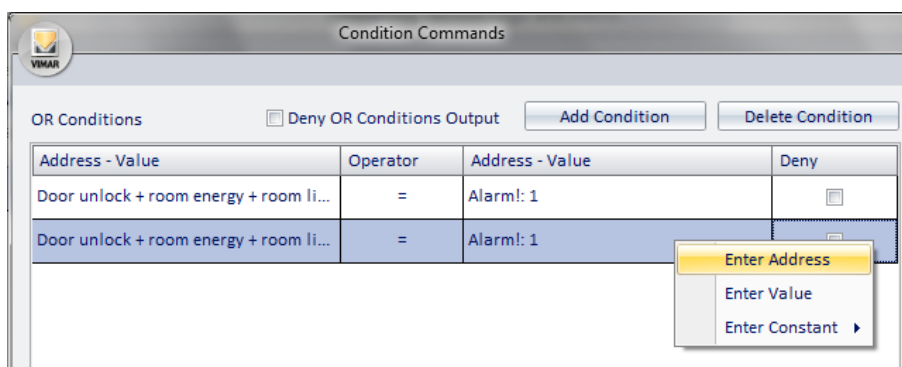 Condition Commands
VIMAR
OR Conditions Deny OR Conditions Output Add Condition Delete Condition
Address - Value Operator Address - Value Deny
Door unlock + room energy + room li... = Alarm!: 1
Door unlock + room energy + room li... = Alarm!: 1
Enter Address
Enter Value
Enter Constant